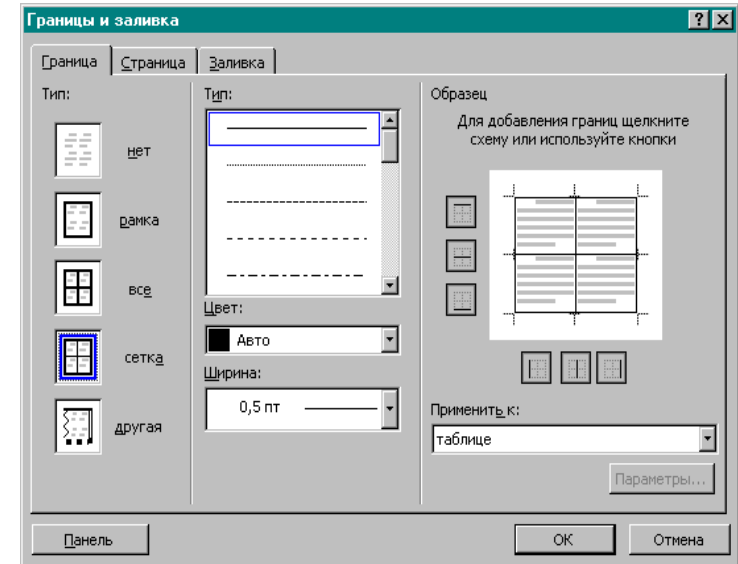 Границы и заливка
Граница
Страница
Заливка
Тип:
нет
рамка
все
сетка
другая
Тип:
Цвет:
Авто
Ширина:
0,5 пт
Образец
Для добавления границ щелкните
схему или используйте кнопки
Применить к:
таблице
Параметры...
Панель
ОК
Отмена